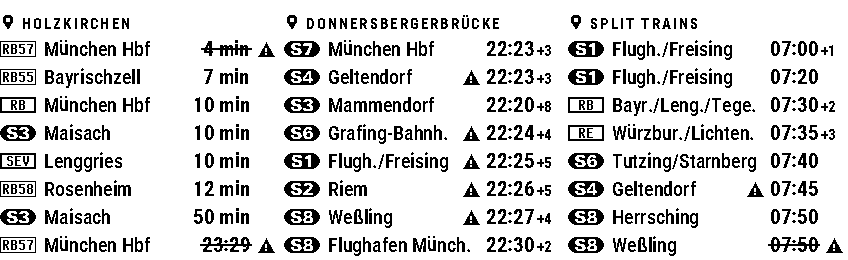 HOLZKIRCHEN
RB57 München Hbf 4 min
RB55 Bayrischzell 7 min
RB München Hbf 10 min
S3 Maisach 10 min
SEV Lenggries 10 min
RB58 Rosenheim 12 min
S3 Maisach 50 min
RB57 München Hbf 23:29
DONNERSBERGERBRÜCKE
S7 München Hbf 22:23+3
S4 Geltendorf 22:23+3
S3 Mammendorf 22:20+8
S6 Grafing-Bahnh. 22:24+4
S1 Flugh./Freising 22:25+5
S2 Riem 22:26+5
S8 Weßling 22:27+4
S8 Flughafen Münch. 22:30+2
SPLIT TRAINS
S1 Flugh./Freising 07:00+1
S1 Flugh./Freising 07:20
RB Bayr./Leng./Tege. 07:30+2
RE Würzbur./Lichten. 07:35+3
S6 Tutzing/Starnberg 07:40
S4 Geltendorf 07:45
S8 Herrsching 07:50
S8 Weßling 07:50